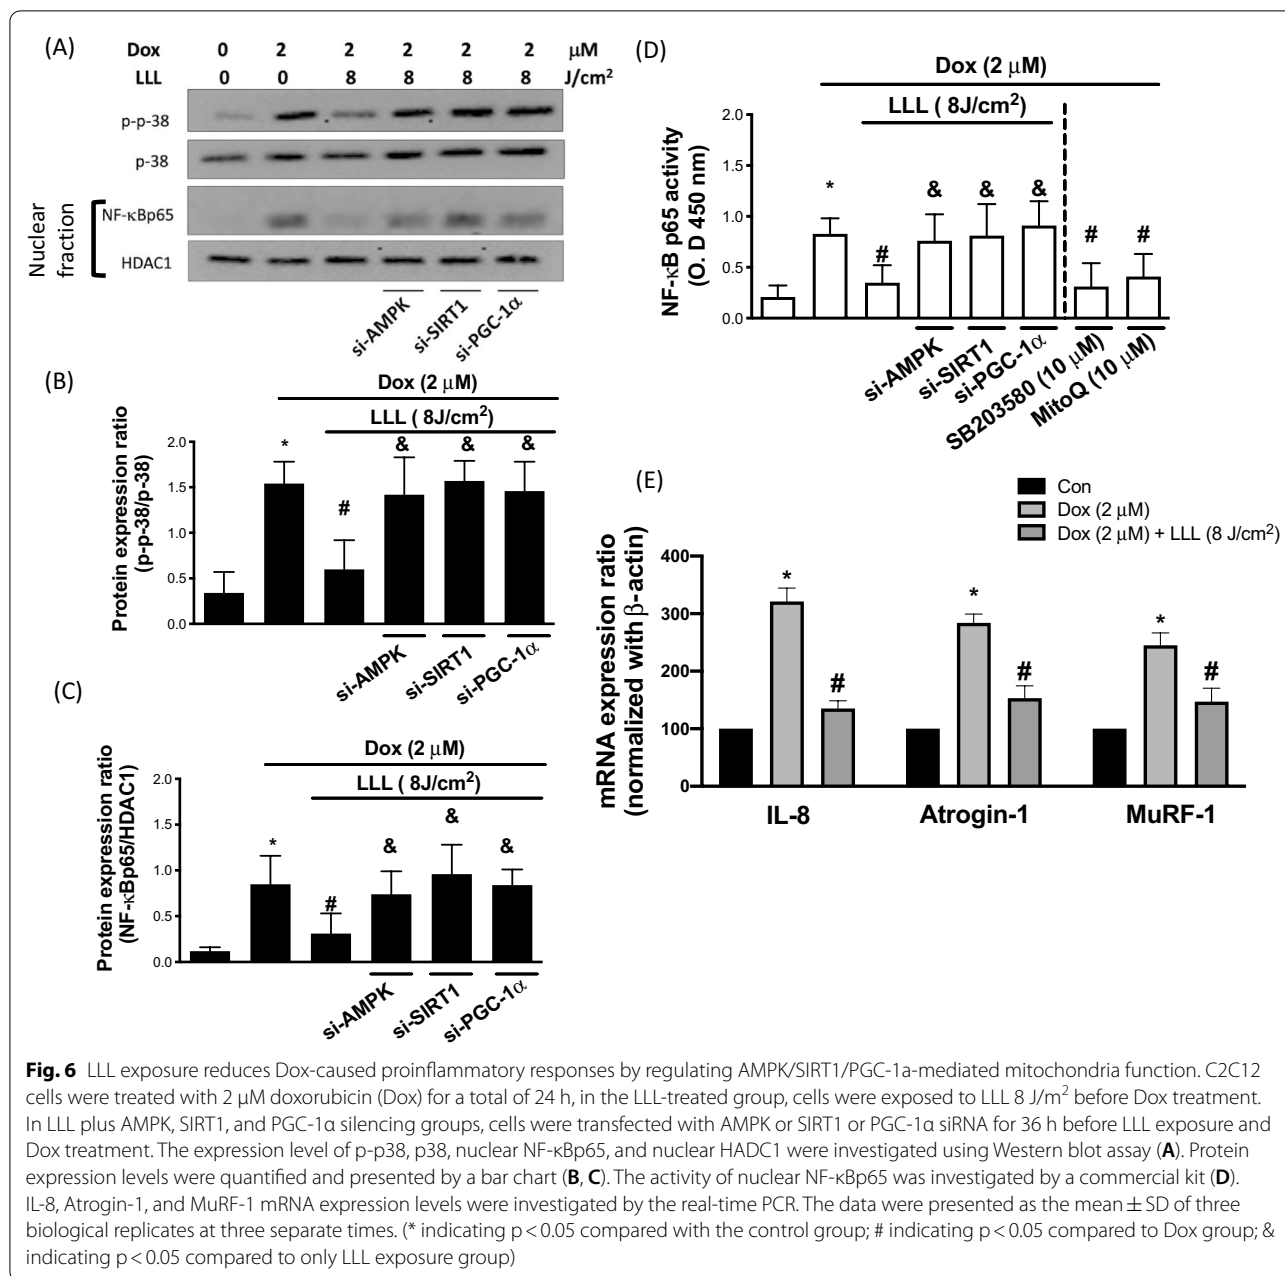 (A)
Dox 0 2 2 2 2 2 μM
LLL 0 0 8 8 8 8 J/cm²
p-p-38
p-38
Nuclear fraction
NF-κBp65
HDAC1
si-AMPK
si-SIRT1
si-PGC-1α
(B)
Dox (2 μM)
LLL ( 8J/cm²)
Protein expression ratio
(p-p-38/p-38)
2.0
1.5
1.0
0.5
0.0
* # & & &
si-AMPK
si-SIRT1
si-PGC-1α
(C)
Dox (2 μM)
LLL ( 8J/cm²)
Protein expression ratio
(NF-κBp65/HDAC1)
2.0
1.5
1.0
0.5
0.0
* # & & &
si-AMPK
si-SIRT1
si-PGC-1α
(D)
Dox (2 μM)
LLL ( 8J/cm²)
NF-κB p65 activity
(O. D 450 nm)
2.0
1.5
1.0
0.5
0.0
* # & & & # #
si-AMPK
si-SIRT1
si-PGC-1α
SB203580 (10 μM)
MitoQ (10 μM)
(E)
Con
Dox (2 μM)
Dox (2 μM) + LLL (8 J/cm²)
mRNA expression ratio
(normalized with β-actin)
400
300
200
100
0
* # * # * #
IL-8
Atrogin-1
MuRF-1
Fig. 6 LLL exposure reduces Dox-caused proinflammatory responses by regulating AMPK/SIRT1/PGC-1a-mediated mitochondria function. C2C12
cells were treated with 2 μM doxorubicin (Dox) for a total of 24 h, in the LLL-treated group, cells were exposed to LLL 8 J/m² before Dox treatment.
In LLL plus AMPK, SIRT1, and PGC-1α silencing groups, cells were transfected with AMPK or SIRT1 or PGC-1α siRNA for 36 h before LLL exposure and
Dox treatment. The expression level of p-p38, p38, nuclear NF-κBp65, and nuclear HADC1 were investigated using Western blot assay (A). Protein
expression levels were quantified and presented by a bar chart (B, C). The activity of nuclear NF-κBp65 was investigated by a commercial kit (D).
IL-8, Atrogin-1, and MuRF-1 mRNA expression levels were investigated by the real-time PCR. The data were presented as the mean ± SD of three
biological replicates at three separate times. (* indicating p < 0.05 compared with the control group; # indicating p < 0.05 compared to Dox group; &
indicating p < 0.05 compared to only LLL exposure group)